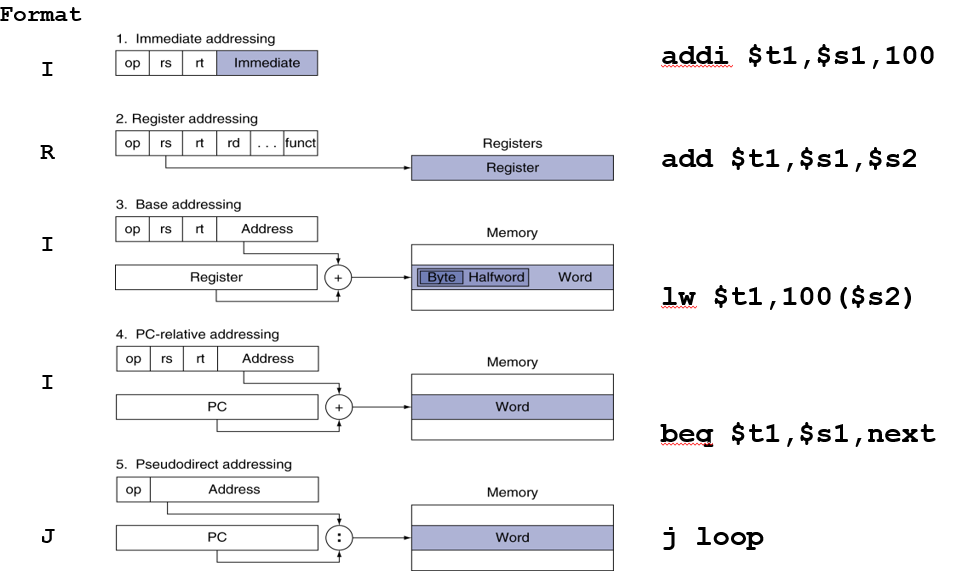 Format
1. Immediate addressing
I op rs rt Immediate addi $t1,$s1,100
2. Register addressing
R op rs rt rd ... funct Registers
Register add $t1,$s1,$s2
3. Base addressing
I op rs rt Address Memory
Register + Byte Halfword Word
lw $t1,100($s2)
4. PC-relative addressing
I op rs rt Address Memory
PC + Word
beq $t1,$s1,next
5. Pseudodirect addressing
op Address Memory
J PC : Word j loop